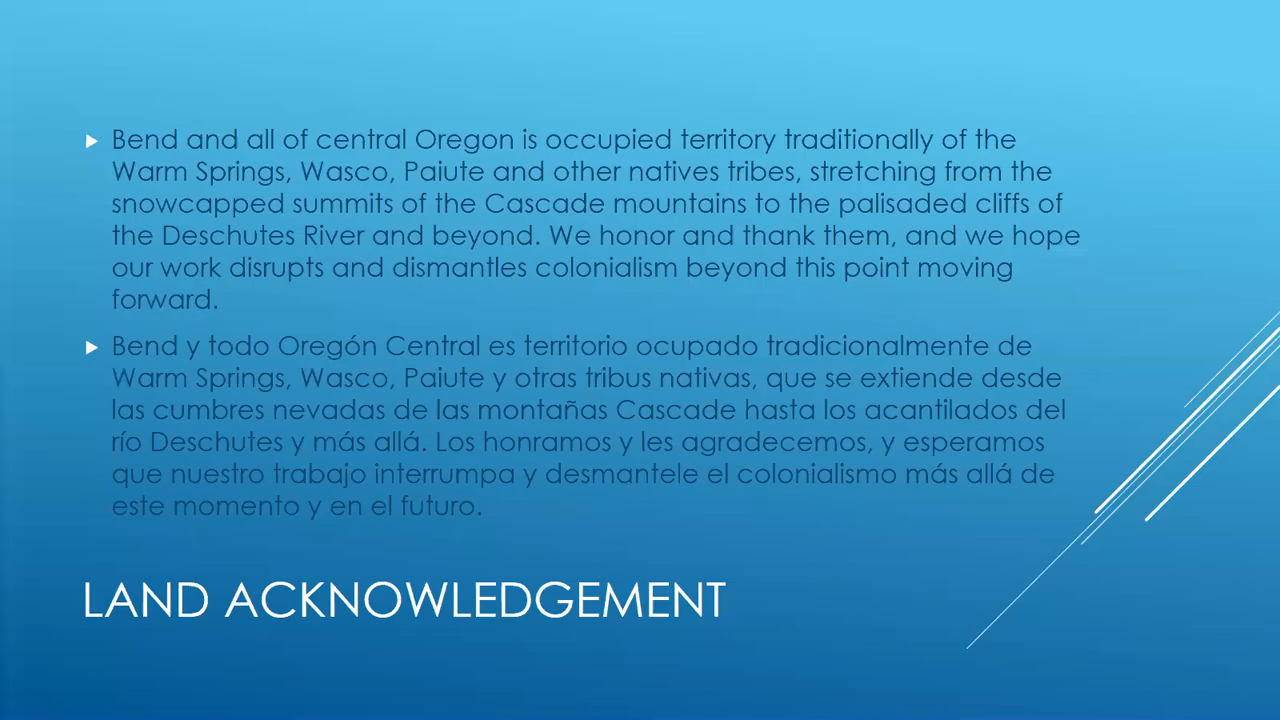 Bend and all of central Oregon is occupied territory traditionally of the
Warm Springs, Wasco, Paiute and other natives tribes, stretching from the
snowcapped summits of the Cascade mountains to the palisaded cliffs of
the Deschutes River and beyond. We honor and thank them, and we hope
our work disrupts and dismantles colonialism beyond this point moving
forward.
Bend y todo Oregón Central es territorio ocupado tradicionalmente de
Warm Springs, Wasco, Paiute y otras tribus nativas, que se extiende desde
las cumbres nevadas de las montañas Cascade hasta los acantilados del
río Deschutes y más allá. Los honramos y les agradecemos, y esperamos
que nuestro trabajo interrumpa y desmantele el colonialismo más allá de
este momento y en el futuro.
LAND ACKNOWLEDGEMENT